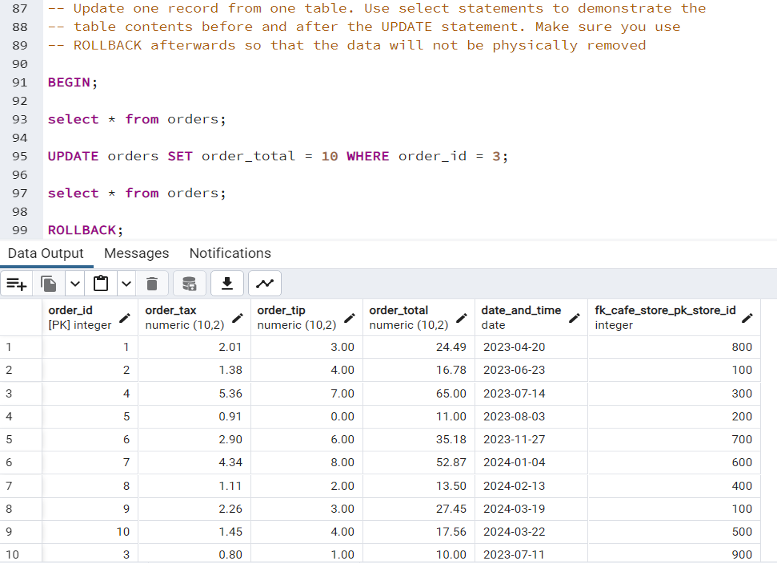 87 -- Update one record from one table. Use select statements to demonstrate the
88 -- table contents before and after the UPDATE statement. Make sure you use
89 -- ROLLBACK afterwards so that the data will not be physically removed
90
91 BEGIN;
92
93 select * from orders;
94
95 UPDATE orders SET order_total = 10 WHERE order_id = 3;
96
97 select * from orders;
98
99 ROLLBACK;
Data Output Messages Notifications
order_id order_tax order_tip order_total date_and_time fk_cafe_store_pk_store_id
[PK] integer numeric (10,2) numeric (10,2) numeric (10,2) date integer
1 1 2.01 3.00 24.49 2023-04-20 800
2 2 1.38 4.00 16.78 2023-06-23 100
3 4 5.36 7.00 65.00 2023-07-14 300
4 5 0.91 0.00 11.00 2023-08-03 200
5 6 2.90 6.00 35.18 2023-11-27 700
6 7 4.34 8.00 52.87 2024-01-04 600
7 8 1.11 2.00 13.50 2024-02-13 400
8 9 2.26 3.00 27.45 2024-03-19 100
9 10 1.45 4.00 17.56 2024-03-22 500
10 3 0.80 1.00 10.00 2023-07-11 900